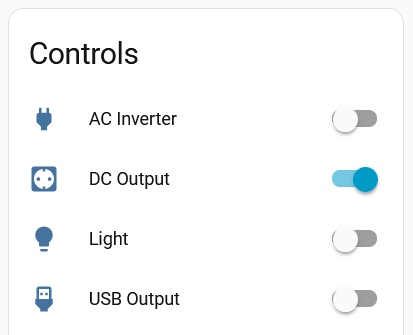 Controls
AC Inverter
DC Output
Light
USB Output